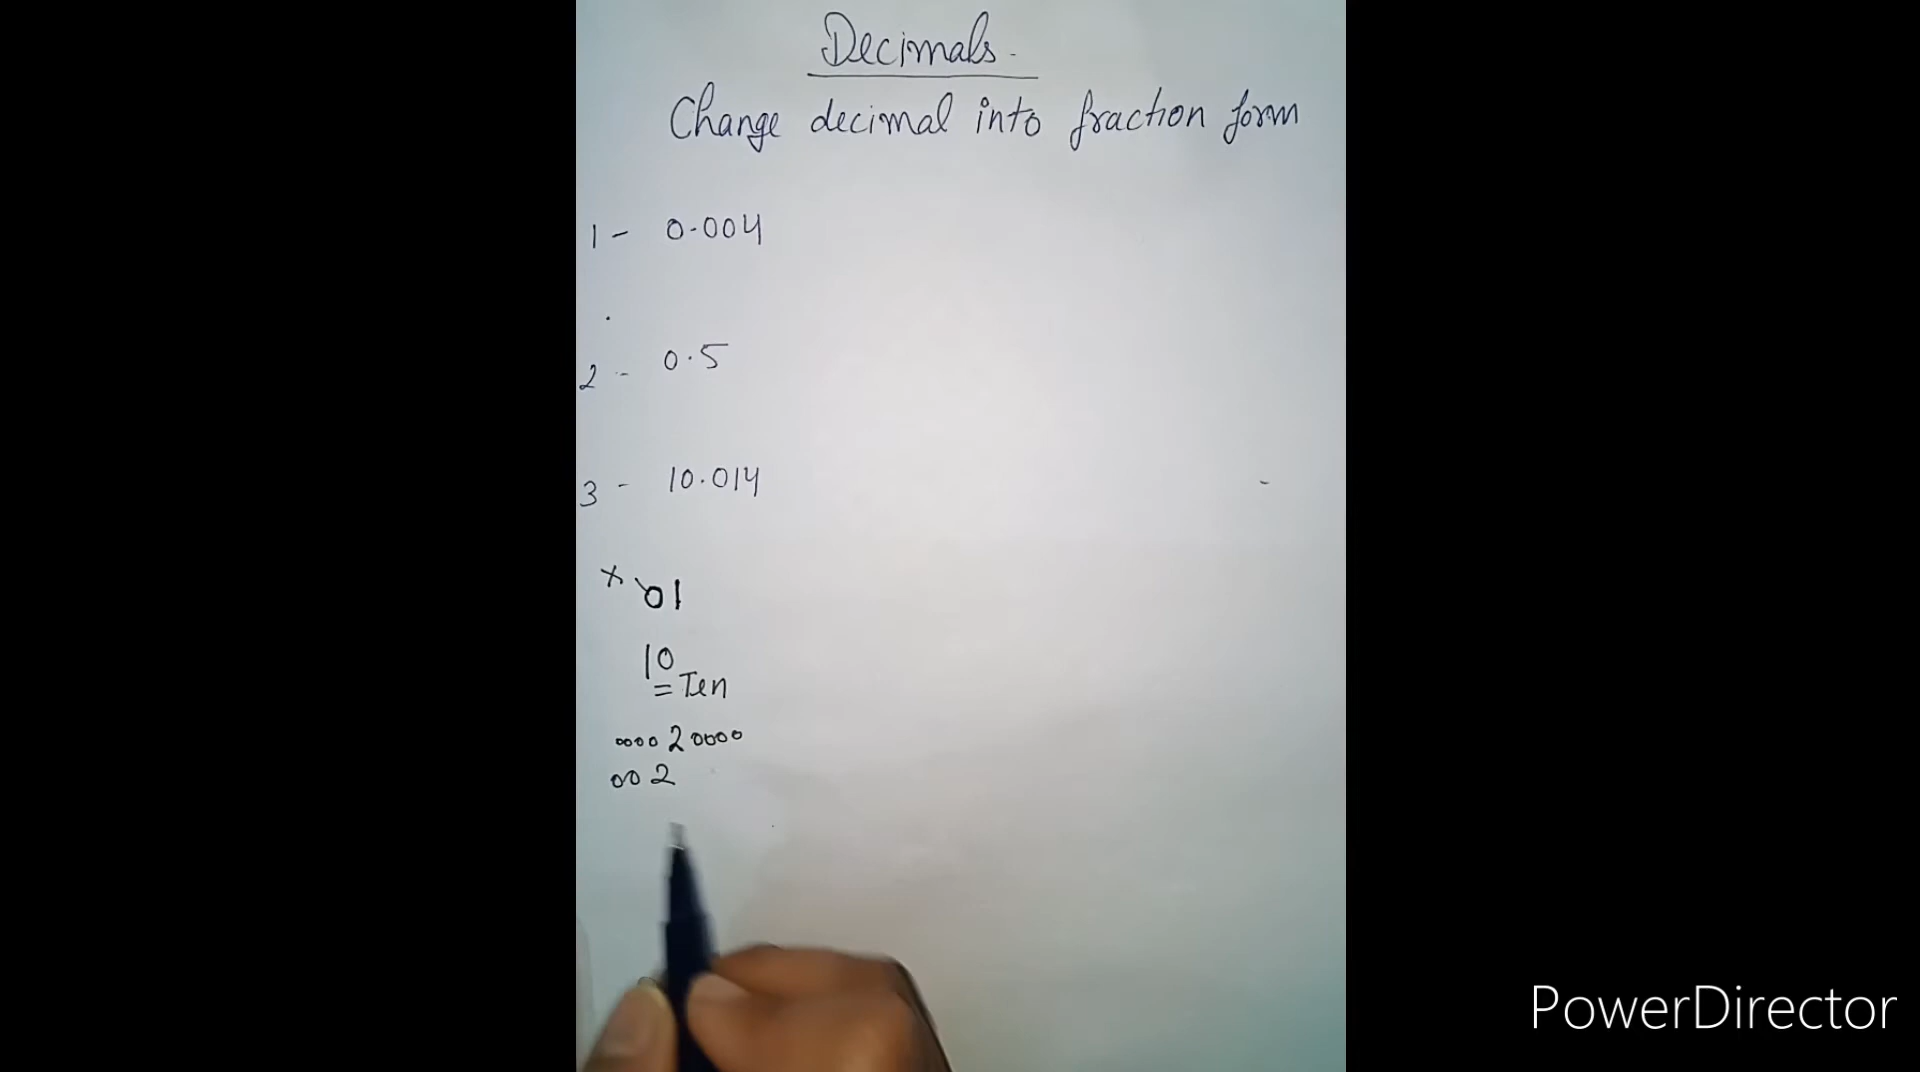 Decimals.
Change decimal into fraction form
1 - 0.004
2 - 0.5
3 - 10.014
x 01
10
= Ten
0000 2 0000
00 2
PowerDirector